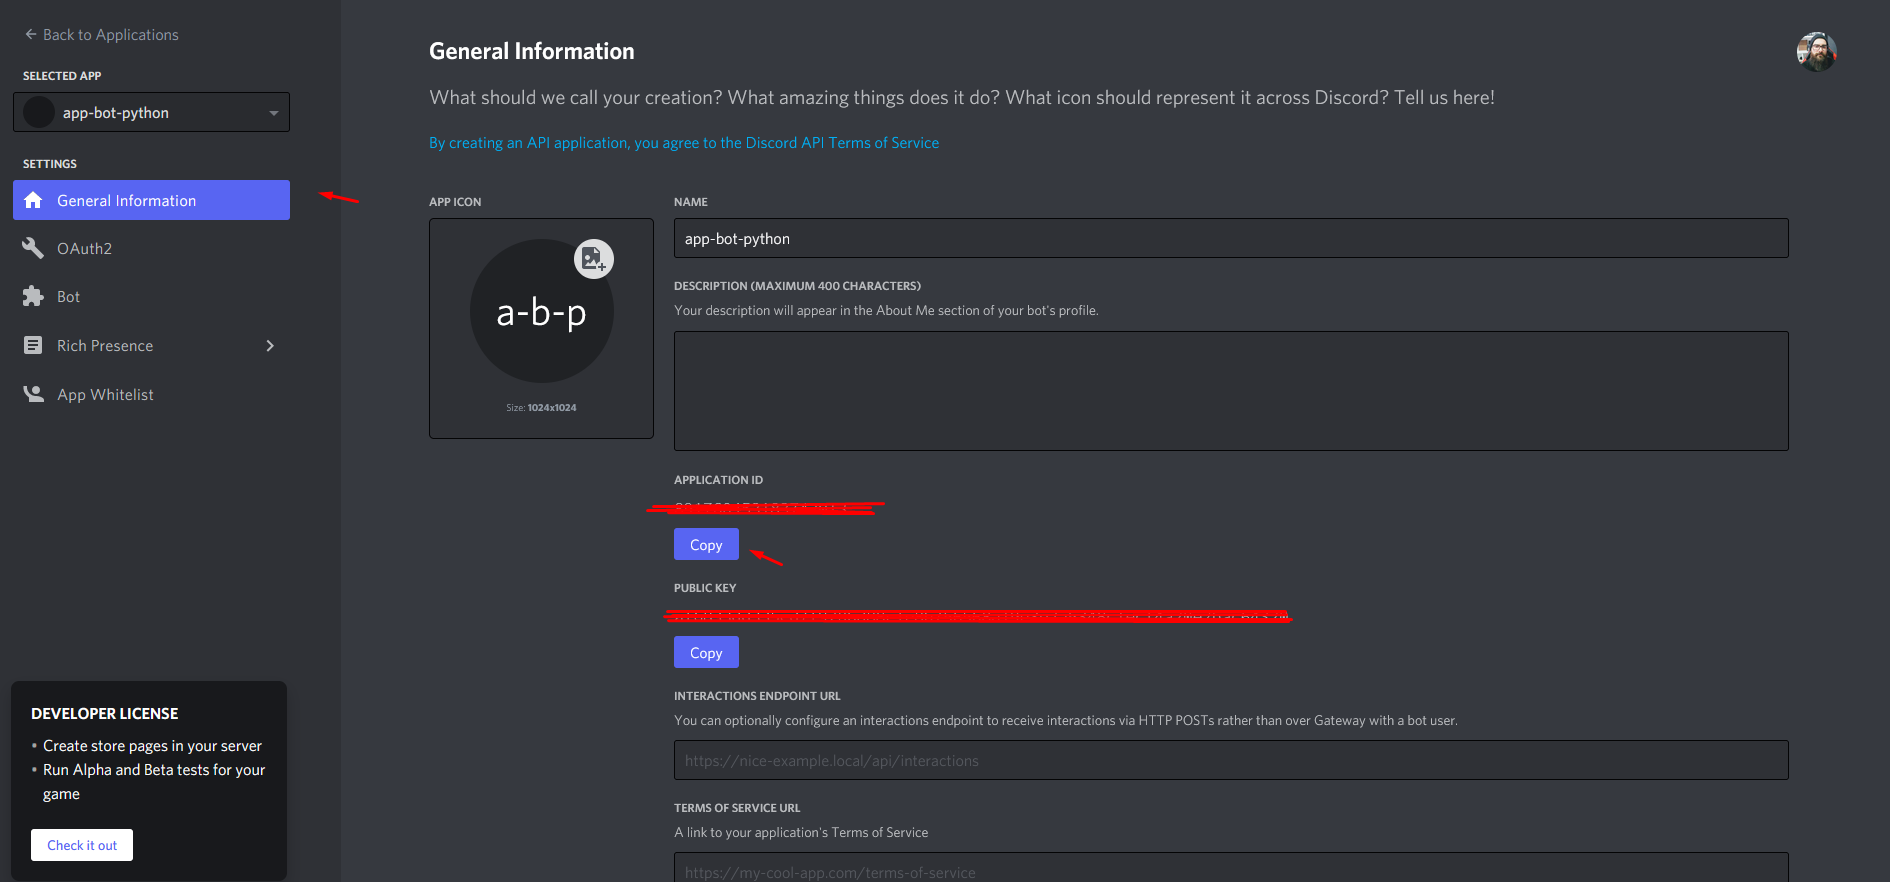 Back to Applications
SELECTED APP
app-bot-python
SETTINGS
General Information
OAuth2
Bot
Rich Presence
App Whitelist
DEVELOPER LICENSE
• Create store pages in your server
• Run Alpha and Beta tests for your
game
Check it out
General Information
What should we call your creation? What amazing things does it do? What icon should represent it across Discord? Tell us here!
By creating an API application, you agree to the Discord API Terms of Service
APP ICON
a-b-p
Size: 1024x1024
NAME
app-bot-python
DESCRIPTION (MAXIMUM 400 CHARACTERS)
Your description will appear in the About Me section of your bot's profile.
APPLICATION ID
Copy
PUBLIC KEY
Copy
INTERACTIONS ENDPOINT URL
You can optionally configure an interactions endpoint to receive interactions via HTTP POSTs rather than over Gateway with a bot user.
https://nice-example.local/api/interactions
TERMS OF SERVICE URL
A link to your application's Terms of Service
https://my-cool-app.com/terms-of-service